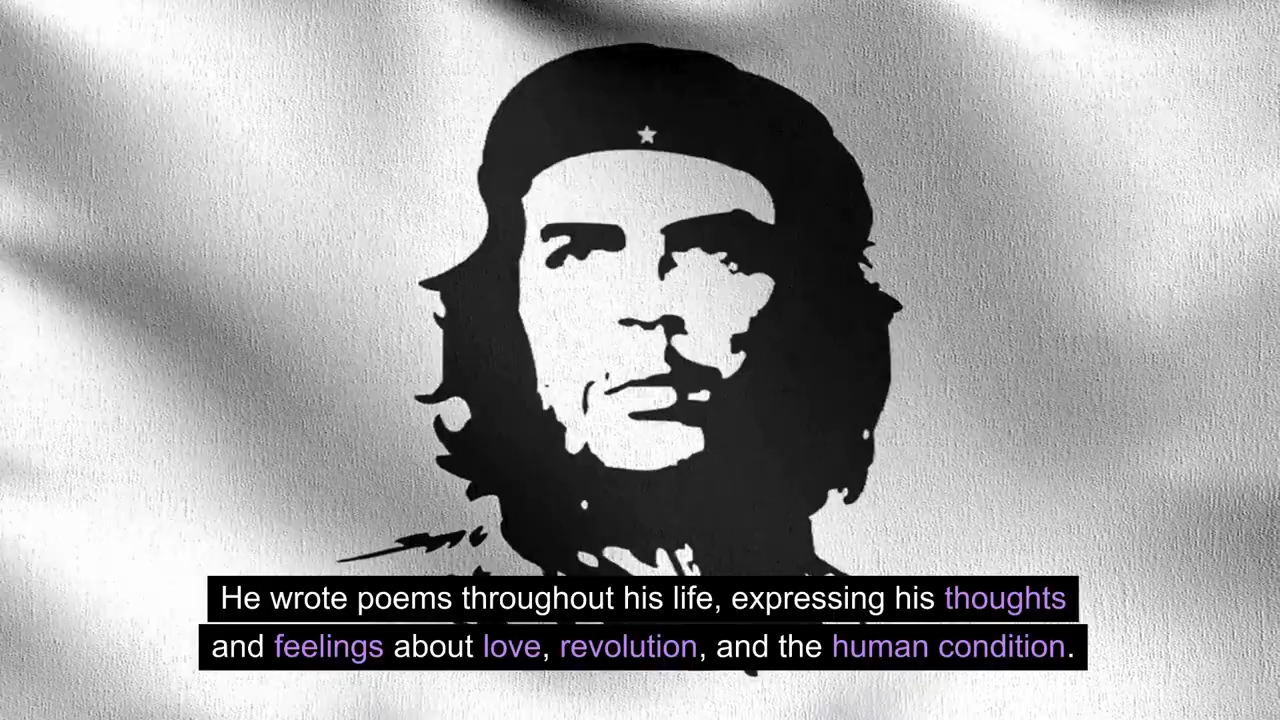 He wrote poems throughout his life, expressing his thoughts
and feelings about love, revolution, and the human condition.